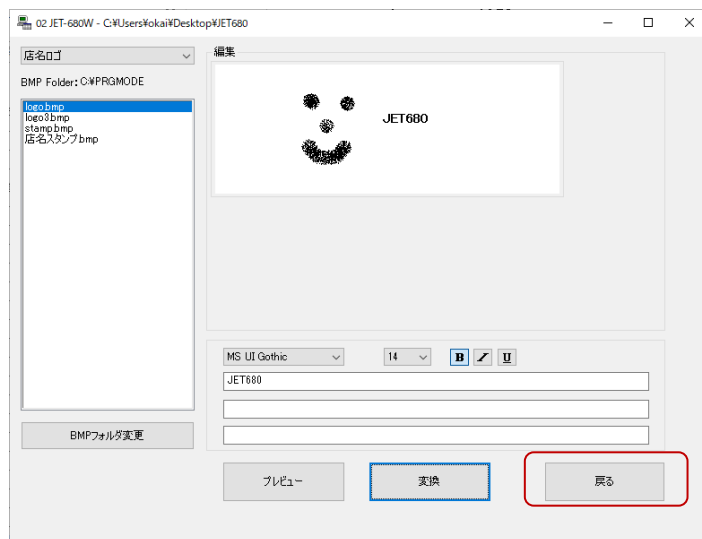 02 JET-680W - C:¥Users¥okai¥Desktop¥JET680
店名ロゴ
編集
BMP Folder: C:¥PRGMODE
logo.bmp
logo3.bmp
stamp.bmp
店名スタンプ.bmp
JET680
MS UI Gothic
14
B I U
JET680
BMPフォルダ変更
プレビュー
変換
戻る